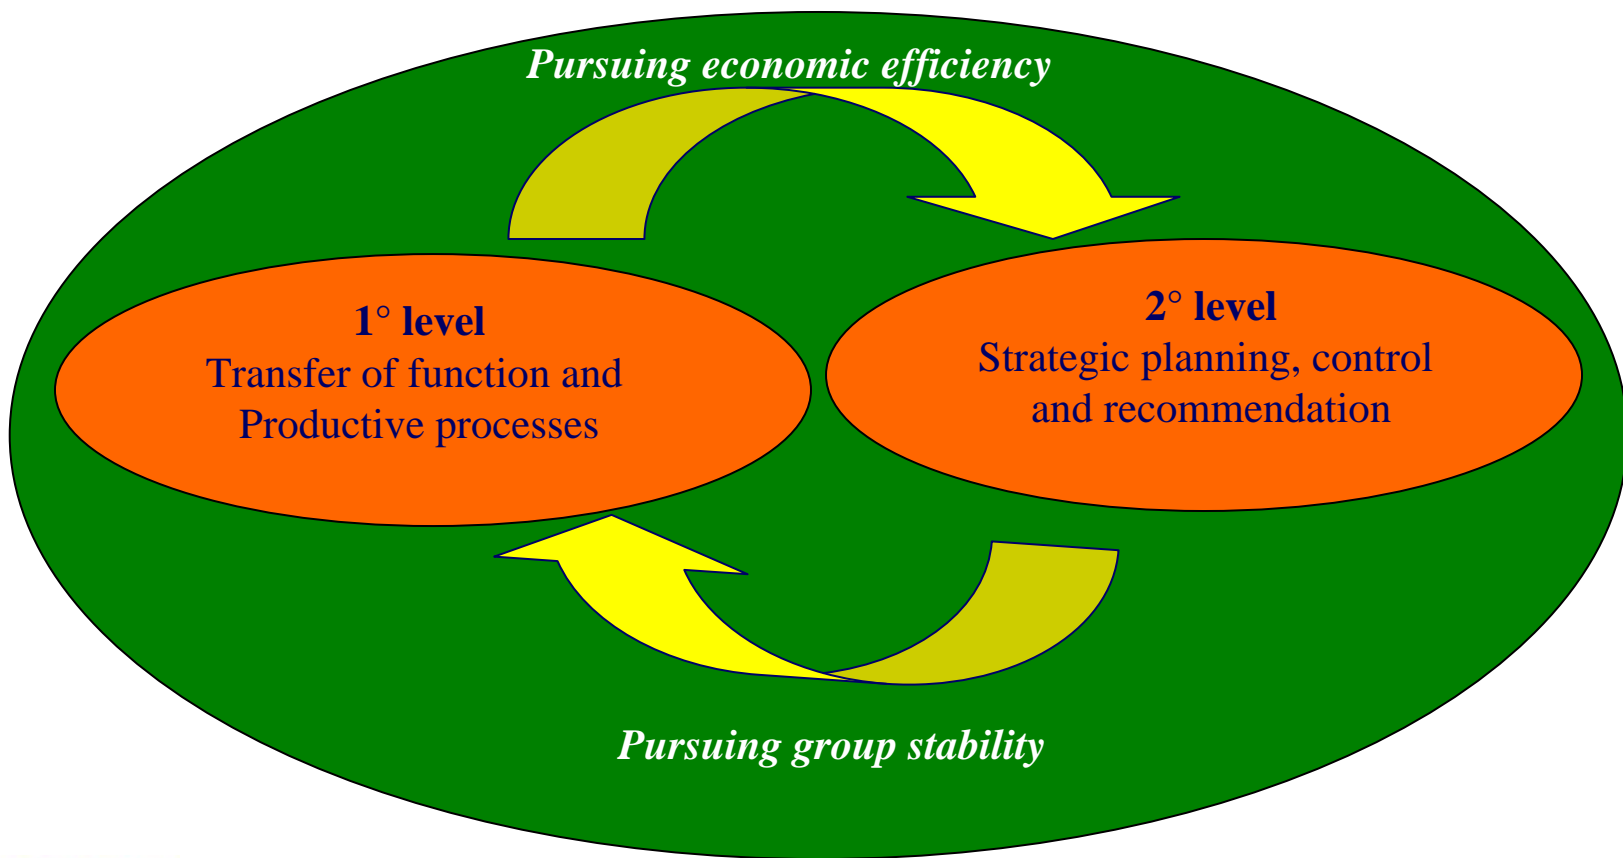 Pursuing economic efficiency
1° level
Transfer of function and
Productive processes
2° level
Strategic planning, control
and recommendation
Pursuing group stability